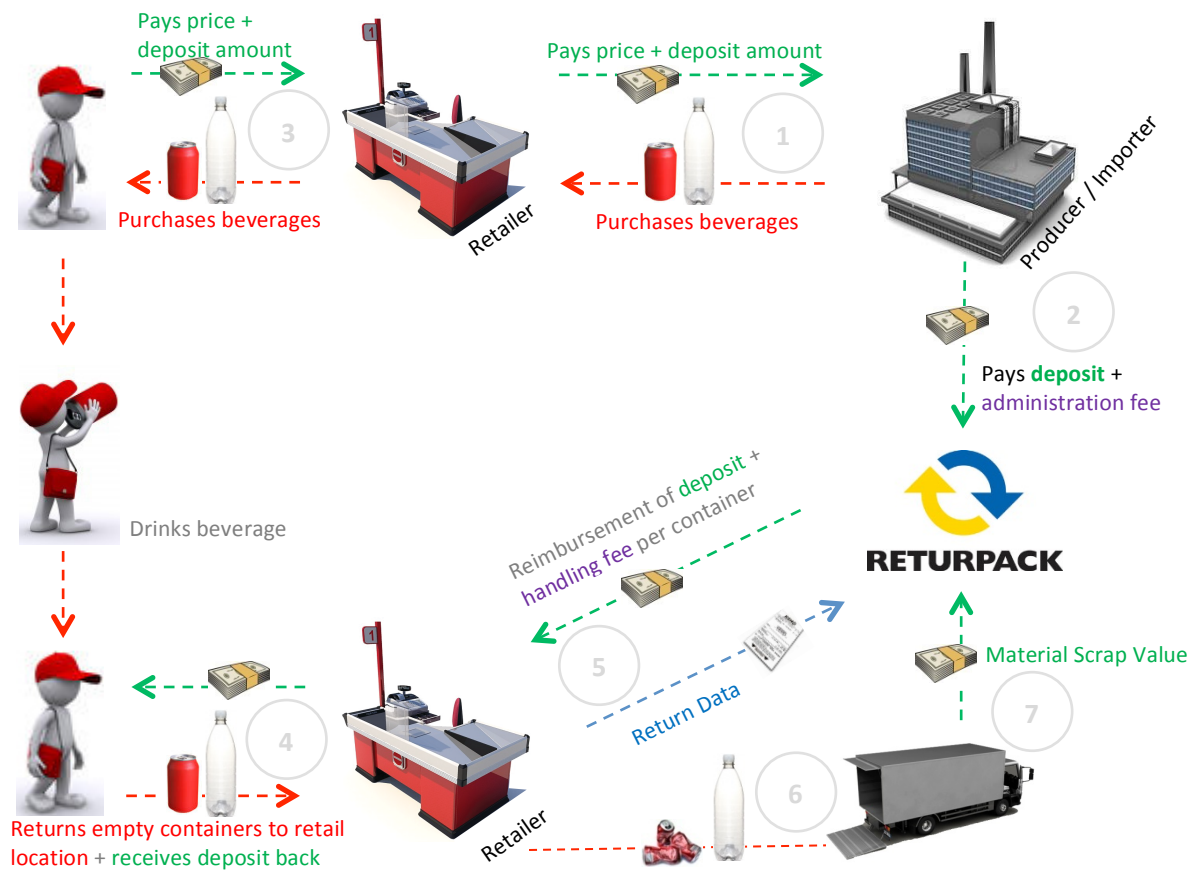 Pays price +
deposit amount
Pays price + deposit amount
1
3
1
Purchases beverages
Retailer
Purchases beverages
Producer / Importer
2
Pays deposit +
administration fee
Drinks beverage
Reimbursement of deposit +
handling fee per container
RETURPACK
1
5
Return Data
Material Scrap Value
4
7
6
Returns empty containers to retail
location + receives deposit back
Retailer